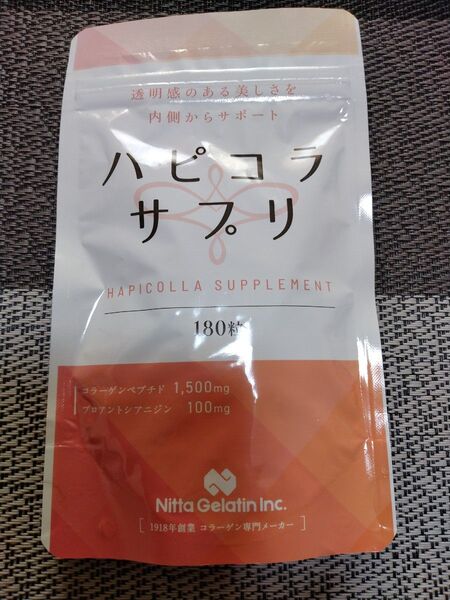 透明感のある美しさを
内側からサポート
ハピコラ
サプリ
HAPICOLLA SUPPLEMENT
180粒
コラーゲンペプチド 1,500mg
プロアントシアニジン 100mg
Nitta Gelatin Inc.
[ 1918年創業 コラーゲン専門メーカー ]